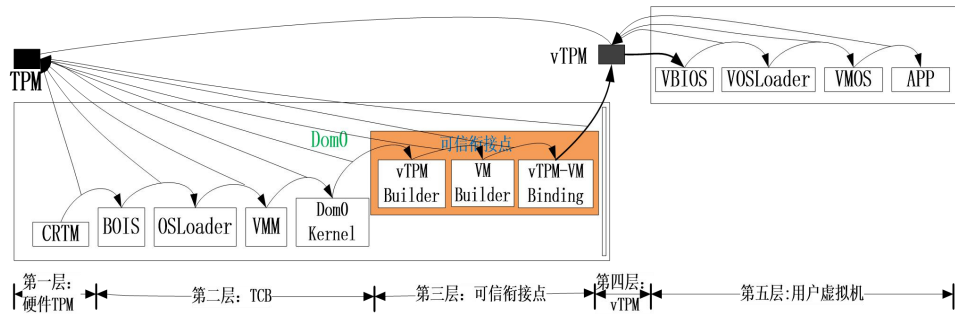 TPM
vTPM
VBIOS
VOSLoader
VMOS
APP
Dom0
可信衔接点
vTPM
Builder
VM
Builder
vTPM-VM
Binding
CRTM
BOIS
OSLoader
VMM
Dom0
Kernel
第一层:
硬件TPM
第二层: TCB
第三层: 可信衔接点
第四层:
vTPM
第五层:用户虚拟机